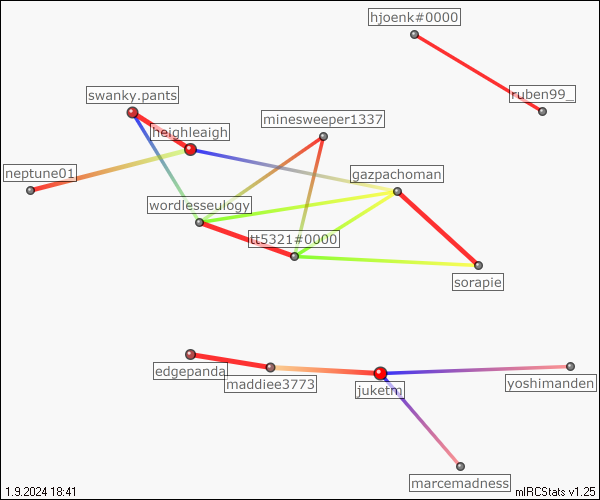 hjoenk#0000
swanky.pants
ruben99_
minesweeper1337
heighleaigh
neptune01
gazpachoman
wordlesseulogy
tt5321#0000
sorapie
edgepanda
maddiee3773
juketm
yoshimanden
marcemadness
1.9.2024 18:41
mIRCStats v1.25